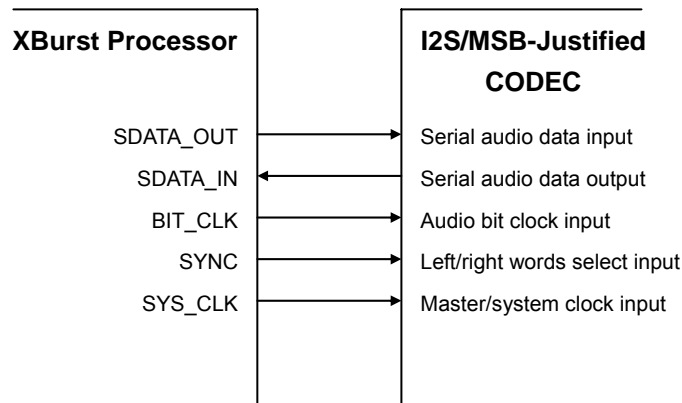 XBurst Processor
I2S/MSB-Justified
CODEC
SDATA_OUT
Serial audio data input
SDATA_IN
Serial audio data output
BIT_CLK
Audio bit clock input
SYNC
Left/right words select input
SYS_CLK
Master/system clock input